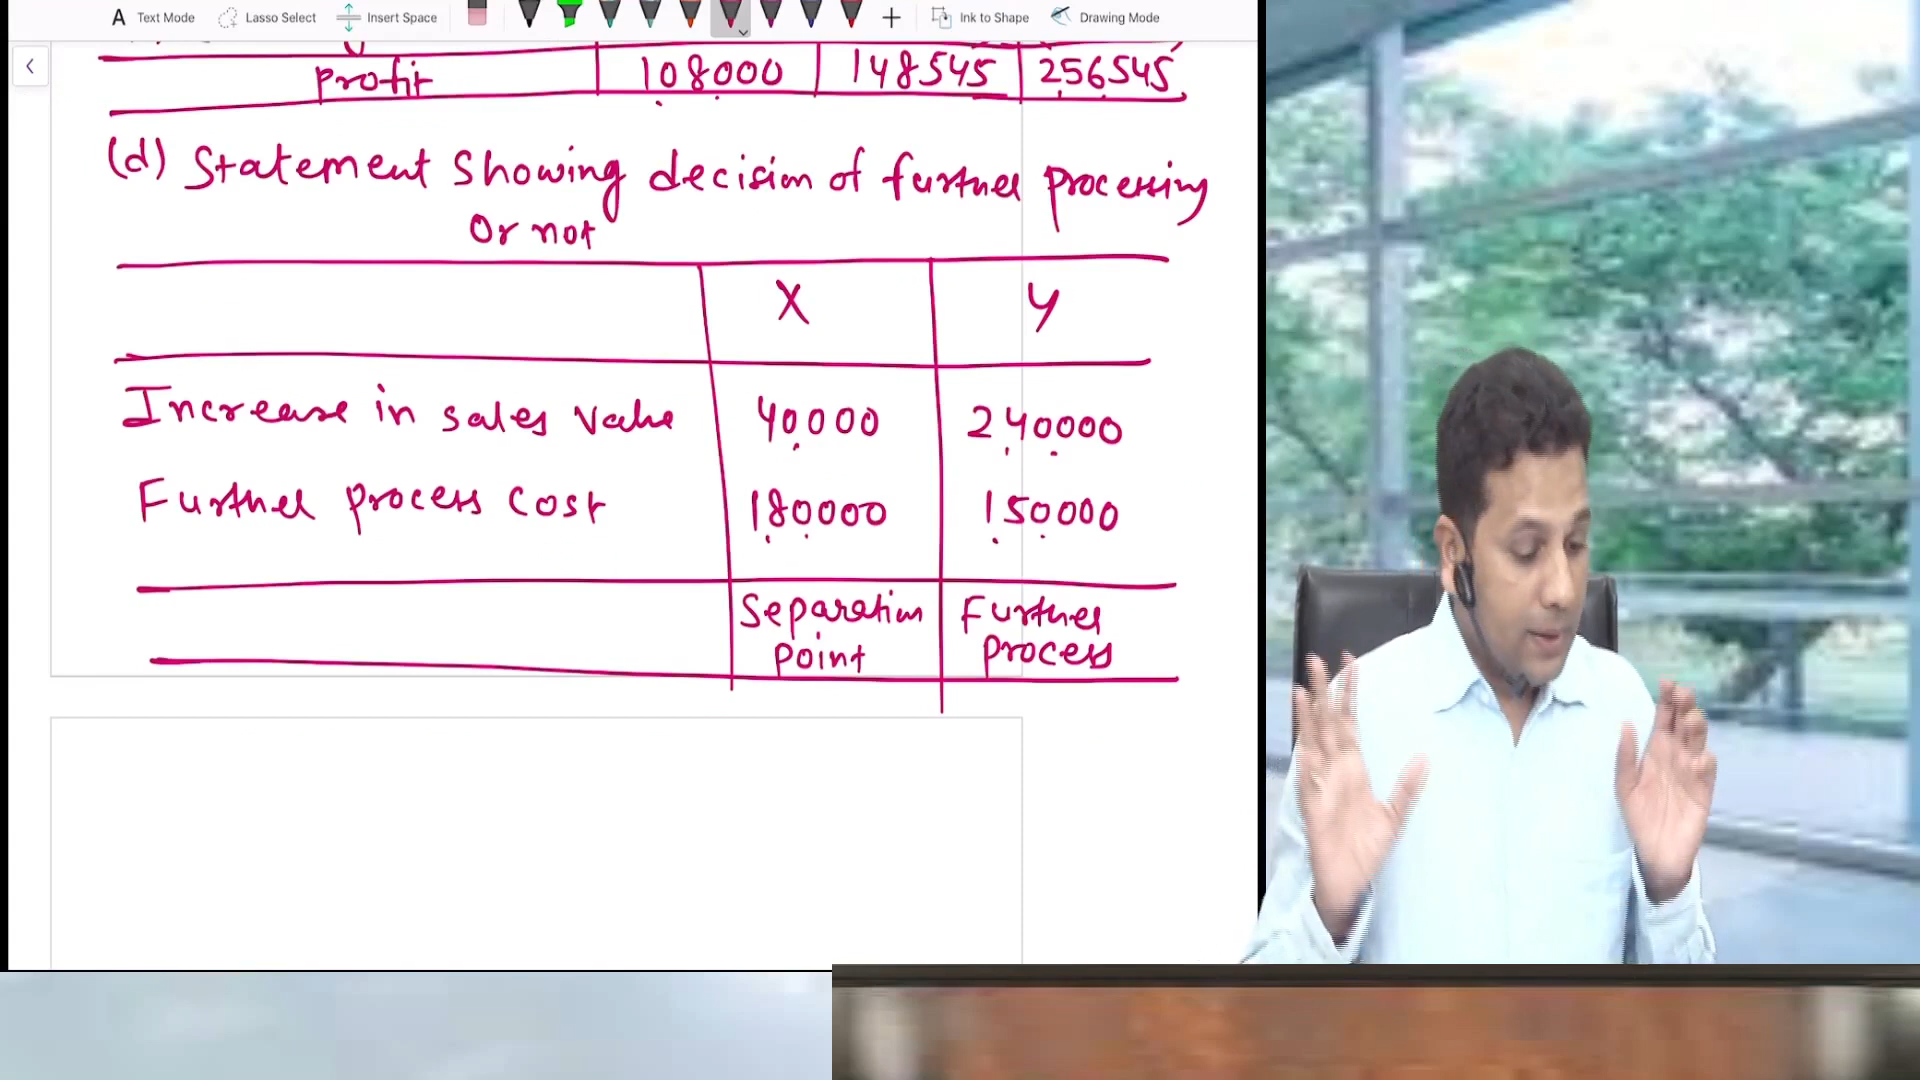 Text Mode Lasso Select Insert Space Ink to Shape Drawing Mode
Profit 108000 148545 256545
(d) Statement Showing decision of further processing
Or not
X Y
Increase in sales value 40000 240000
Further process cost 180000 150000
Separation Further
Point Process